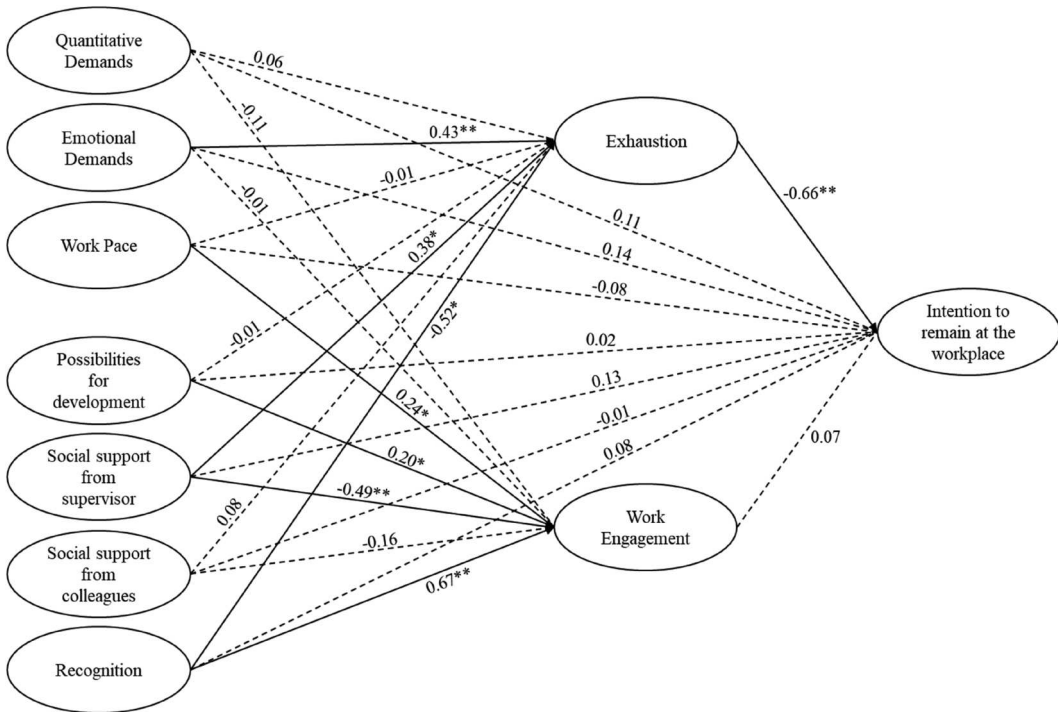 Quantitative
Demands
Emotional
Demands
Work Pace
Possibilities
for
development
Social support
from
supervisor
Social support
from
colleagues
Recognition
0.06
-0.11
0.43**
-0.01
-0.01
0.38*
-0.52*
-0.01
0.24*
0.20*
-0.49**
0.08
-0.16
0.67**
Exhaustion
Work
Engagement
0.11
0.14
-0.08
0.02
0.13
-0.01
0.08
-0.66**
0.07
Intention to
remain at the
workplace